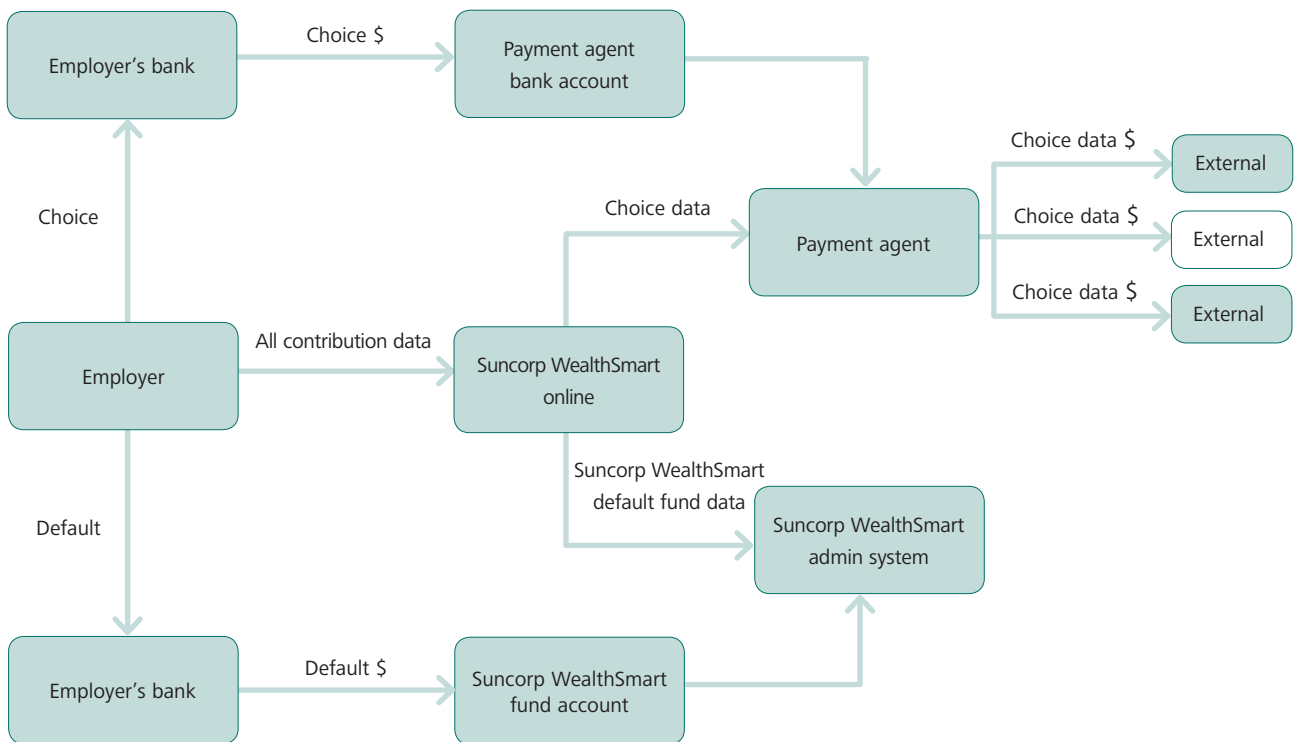 Choice $
Employer’s bank
Payment agent
bank account
Choice data $
External
Choice
Choice data
Choice data $
Payment agent
External
Choice data $
External
All contribution data
Employer
Suncorp WealthSmart
online
Suncorp WealthSmart
default fund data
Default
Suncorp WealthSmart
admin system
Default $
Employer’s bank
Suncorp WealthSmart
fund account